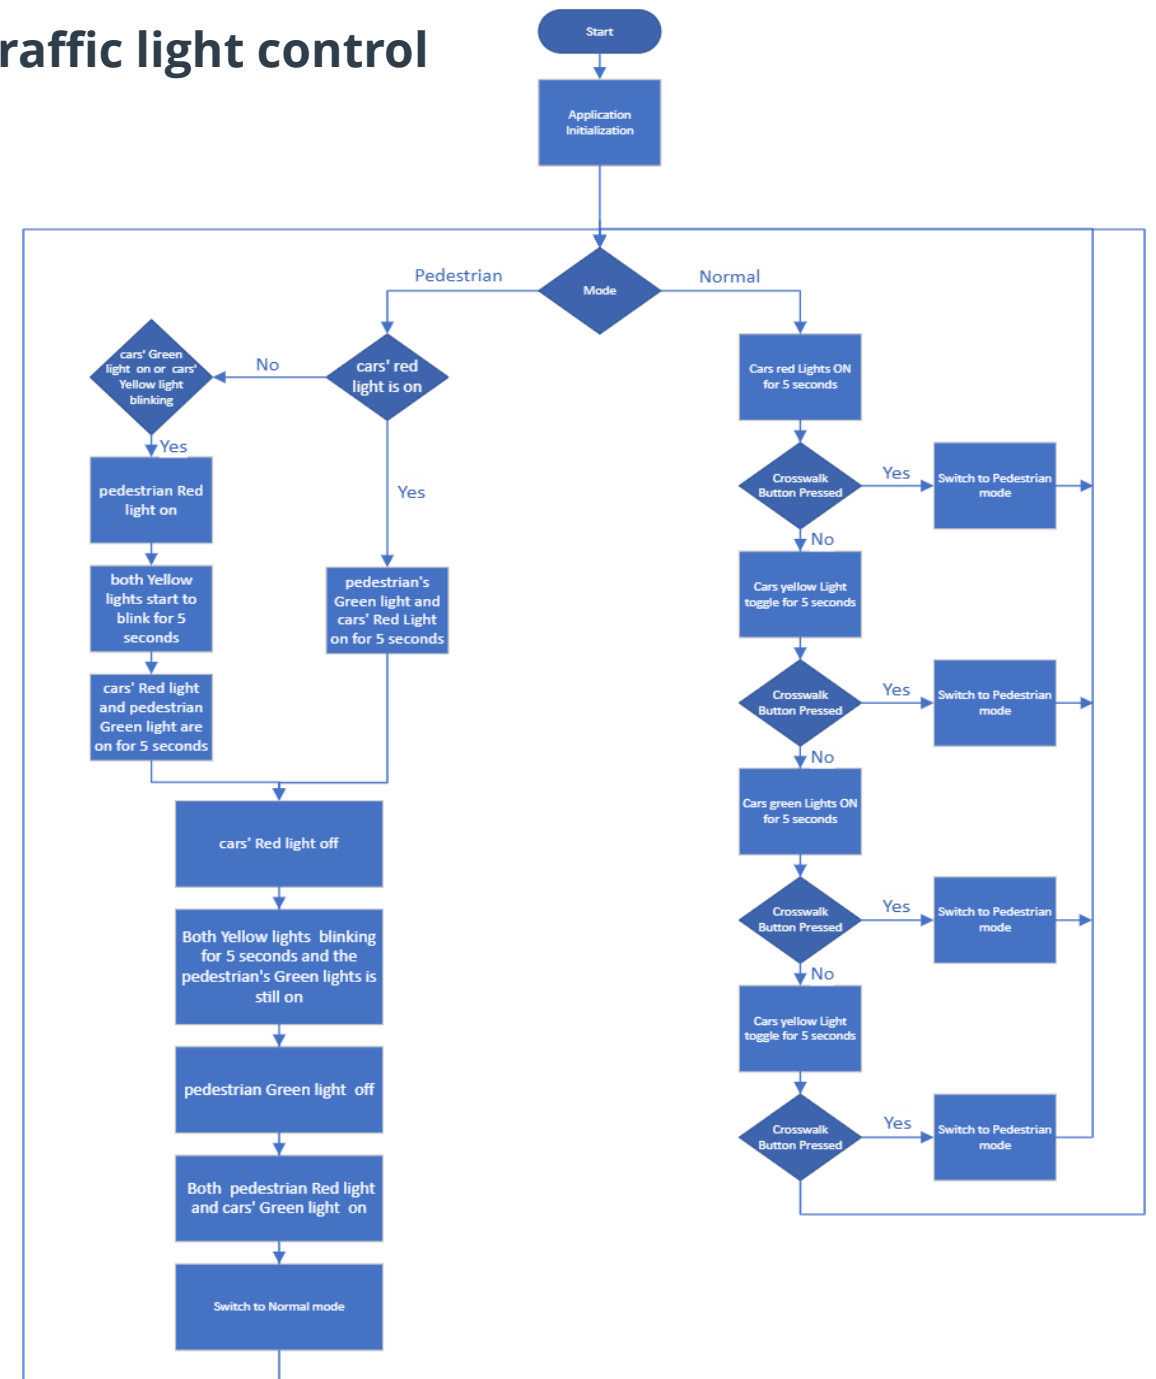 raffic light control
Start
Application
Initialization
Mode
Pedestrian
Normal
cars' red
light is on
No
cars' Green
light on or cars'
Yellow light
blinking
Yes
pedestrian Red
light on
both Yellow
lights start to
blink for 5
seconds
cars' Red light
and pedestrian
Green light are
on for 5 seconds
Yes
pedestrian's
Green light and
cars' Red Light
on for 5 seconds
cars' Red light off
Both Yellow lights blinking
for 5 seconds and the
pedestrian's Green lights is
still on
pedestrian Green light off
Both pedestrian Red light
and cars' Green light on
Switch to Normal mode
Cars red Lights ON
for 5 seconds
Crosswalk
Button Pressed
Yes
Switch to Pedestrian
mode
No
Cars yellow Light
toggle for 5 seconds
Crosswalk
Button Pressed
Yes
Switch to Pedestrian
mode
No
Cars green Lights ON
for 5 seconds
Crosswalk
Button Pressed
Yes
Switch to Pedestrian
mode
No
Cars yellow Light
toggle for 5 seconds
Crosswalk
Button Pressed
Yes
Switch to Pedestrian
mode